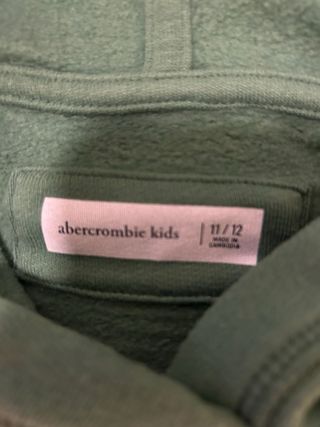 abercrombie kids
11 / 12
MADE IN
CAMBODIA